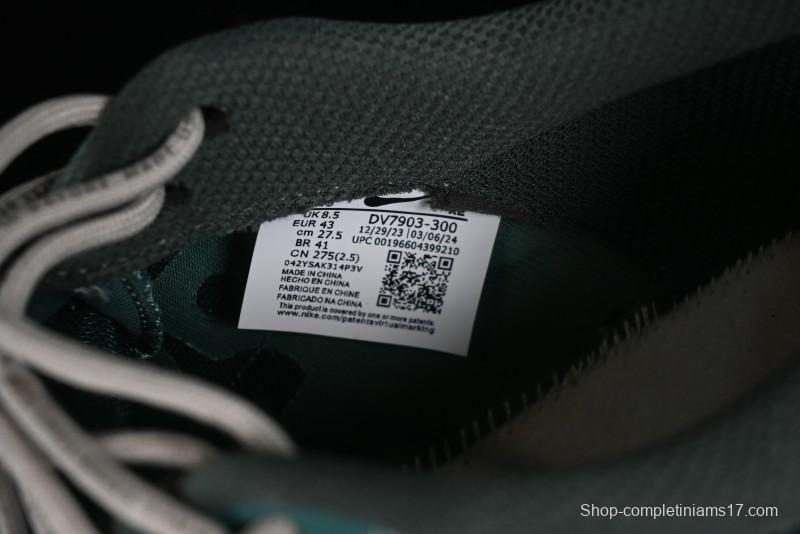 UK 8.5
EUR 43
cm 27.5
BR 41
CN 275(2.5)
042YSAK314P3V
MADE IN CHINA
HECHO EN CHINA
FABRIQUE EN CHINE
FABRICADO NA CHINA
This product is covered by one or more patents.
www.nike.com/patentsvirtualmarking
DV7903-300
12/29/23 | 03/06/24
UPC 00196604399210
Shop-completiniams17.com